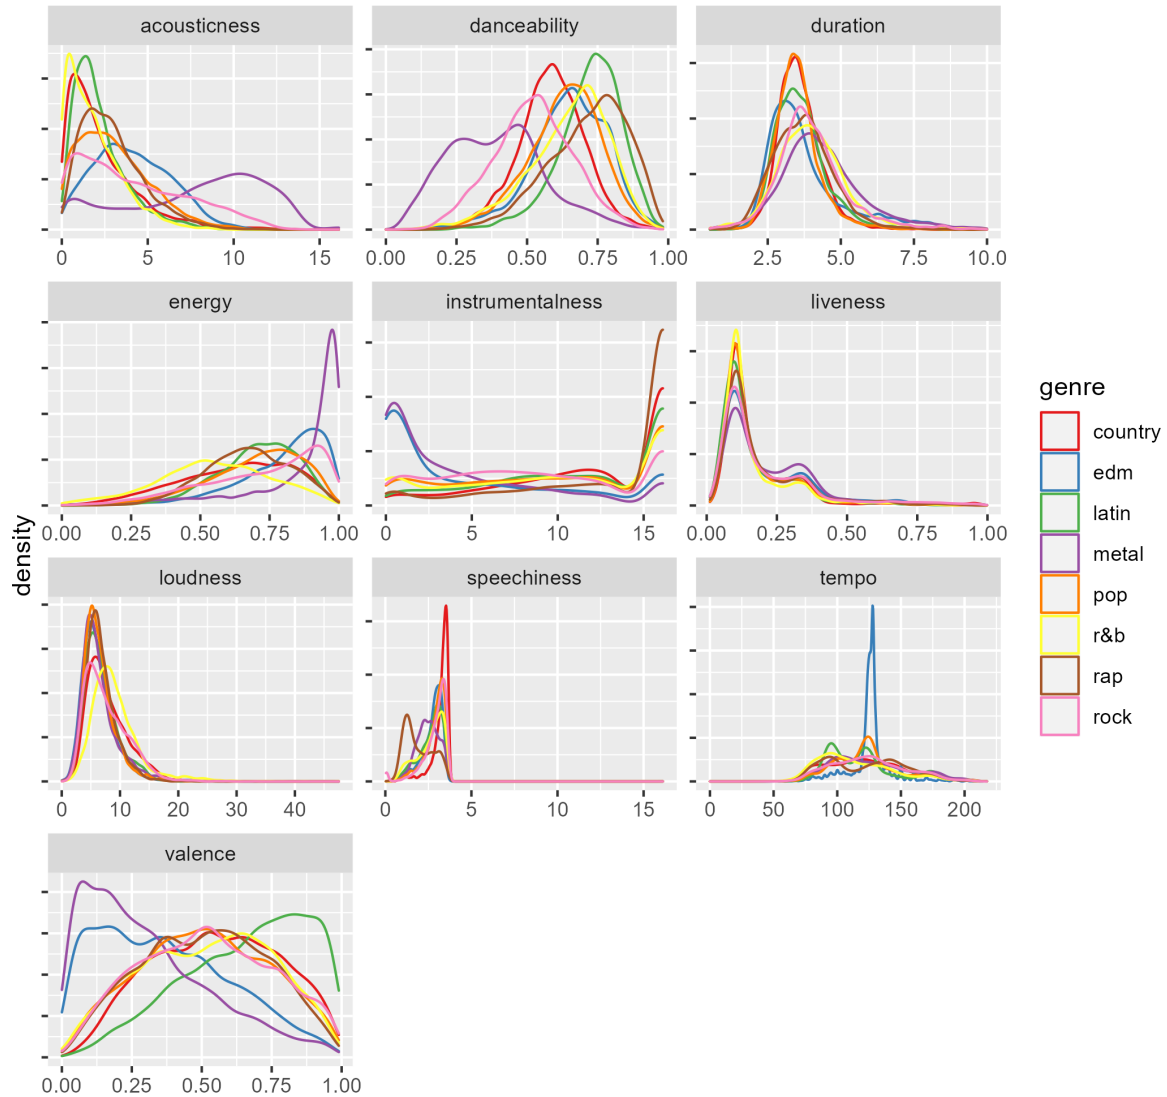 acousticness danceability duration
0 5 10 15 0.00 0.25 0.50 0.75 1.00 2.5 5.0 7.5 10.0
energy instrumentalness liveness
0.00 0.25 0.50 0.75 1.00 0 5 10 15 0.00 0.25 0.50 0.75 1.00
loudness speechiness tempo
0 10 20 30 40 0 5 10 15 0 50 100 150 200
valence
0.00 0.25 0.50 0.75 1.00
density
genre
country
edm
latin
metal
pop
r&b
rap
rock